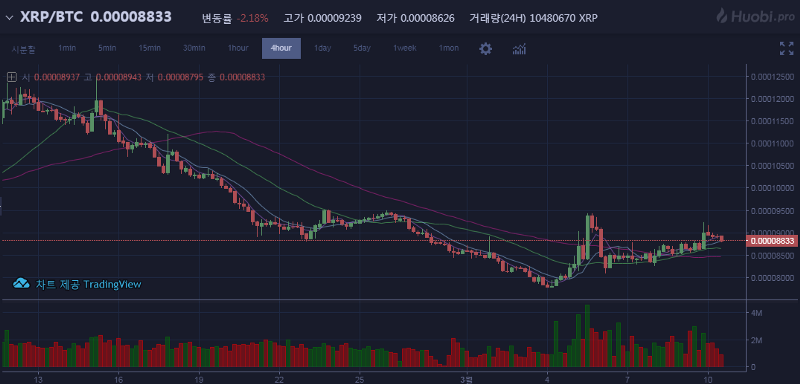 XRP/BTC 0.00008833 변동률 -2.18% 고가 0.00009239 저가 0.00008626 거래량(24H) 10480670 XRP Huobi.pro
시분할 1min 5min 15min 30min 1hour 4hour 1day 5day 1week 1mon
시 0.00008937 고 0.00008943 저 0.00008795 종 0.00008833
0.00012500
0.00012000
0.00011500
0.00011000
0.00010500
0.00010000
0.00009500
0.00009000
0.00008833
0.00008500
0.00008000
차트 제공 TradingView
4M
2M
0
13 16 19 22 25 3월 4 7 10